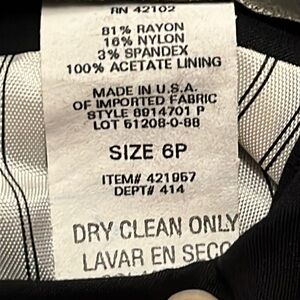 RN 42102
81% RAYON
16% NYLON
3% SPANDEX
100% ACETATE LINING
MADE IN U.S.A.
OF IMPORTED FABRIC
STYLE 8914701 P
LOT 51208-0-88
SIZE 6P
ITEM# 421957
DEPT# 414
DRY CLEAN ONLY
LAVAR EN SECO